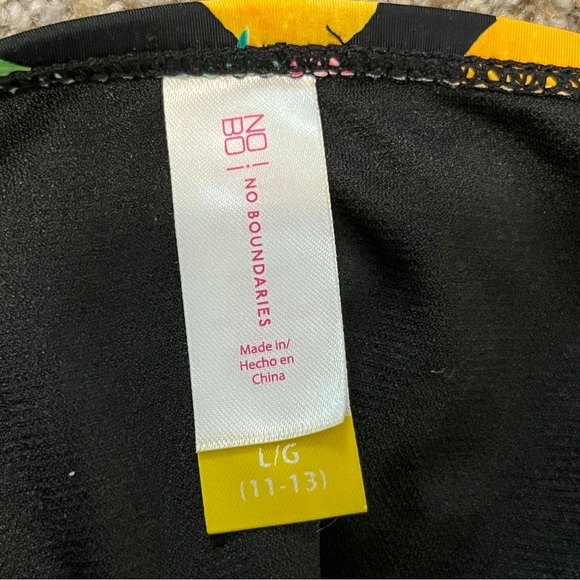 NO
BO
NO BOUNDARIES
Made in/
Hecho en
China
L/G
(11-13)